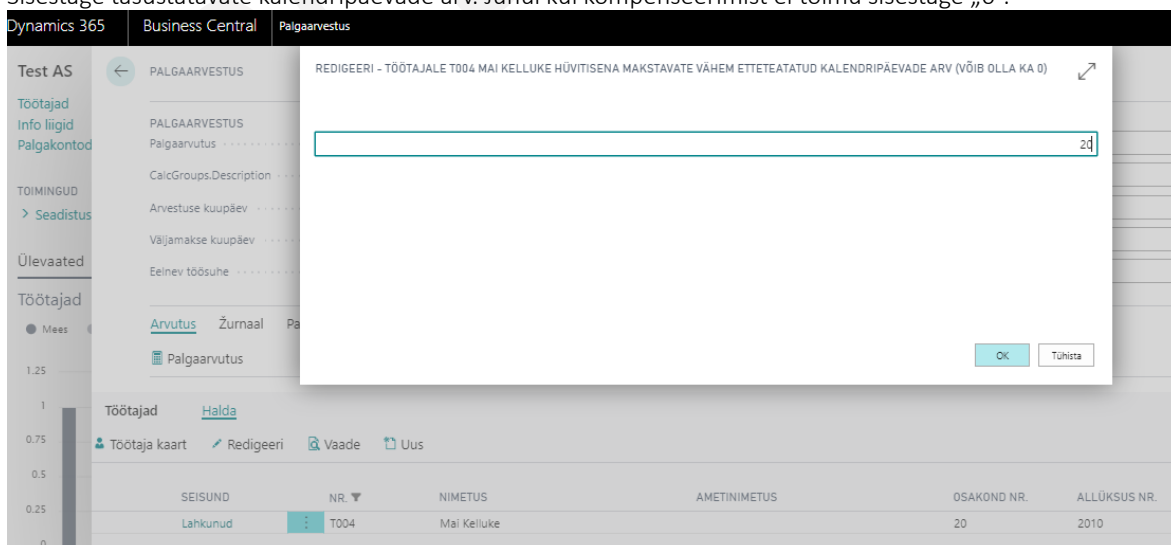 Sisestage tasustatavate kalendripäevade arv. Juhul kui kompenseerimist ei toimu sisestage „0“.
Dynamics 365 Business Central Palgaarvestus
Test AS
PALGAARVESTUS
REDIGEERI - TÖÖTAJALE T004 MAI KELLUKE HÜVITISENA MAKSTAVATE VÄHEM ETTETEATATUD KALENDRIPÄEVADE ARV (VÕIB OLLA KA 0)
Töötajad
Info liigid
Palgakontod
PALGAARVESTUS
Palgaarvutus
20
CalcGroups.Description
TOIMINGUD
> Seadistus
Arvestuse kuupäev
Väljamakse kuupäev
Ülevaated
Eelnev töösuhe
Töötajad
Mees
Arvutus Žurnaal Pa
Palgaarvutus
OK Tühista
1.25
1
Töötajad Halda
0.75
Töötaja kaart Redigeeri Vaade Uus
0.5
SEISUND NR. NIMETUS AMETINIMETUS OSAKOND NR. ALLÜKSUS NR.
0.25
Lahkunud T004 Mai Kelluke 20 2010
0